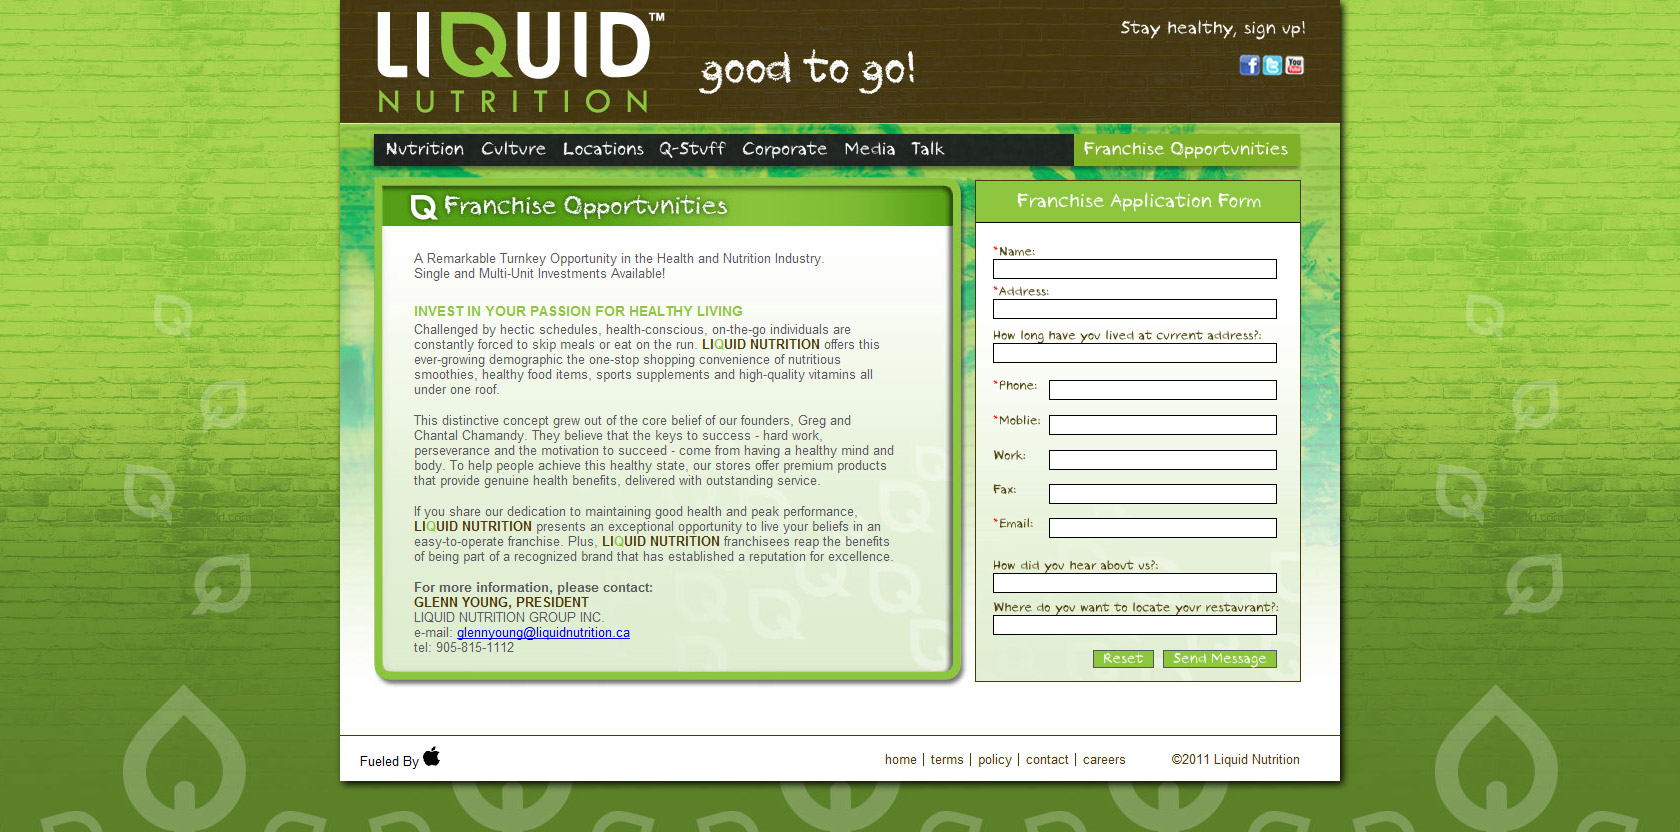 LIQUID™
NUTRITION
good to go!
Stay healthy, sign up!
You
Nutrition Culture Locations Q-Stuff Corporate Media Talk Franchise Opportunities
Q Franchise Opportunities
A Remarkable Turnkey Opportunity in the Health and Nutrition Industry.
Single and Multi-Unit Investments Available!
INVEST IN YOUR PASSION FOR HEALTHY LIVING
Challenged by hectic schedules, health-conscious, on-the-go individuals are
constantly forced to skip meals or eat on the run. LIQUID NUTRITION offers this
ever-growing demographic the one-stop shopping convenience of nutritious
smoothies, healthy food items, sports supplements and high-quality vitamins all
under one roof.
This distinctive concept grew out of the core belief of our founders, Greg and
Chantal Chamandy. They believe that the keys to success - hard work,
perseverance and the motivation to succeed - come from having a healthy mind and
body. To help people achieve this healthy state, our stores offer premium products
that provide genuine health benefits, delivered with outstanding service.
If you share our dedication to maintaining good health and peak performance,
LIQUID NUTRITION presents an exceptional opportunity to live your beliefs in an
easy-to-operate franchise. Plus, LIQUID NUTRITION franchisees reap the benefits
of being part of a recognized brand that has established a reputation for excellence.
For more information, please contact:
GLENN YOUNG, PRESIDENT
LIQUID NUTRITION GROUP INC.
e-mail: glennyoung@liquidnutrition.ca
tel: 905-815-1112
Franchise Application Form
*Name:
*Address:
How long have you lived at current address?:
*Phone:
*Moblie:
Work:
Fax:
*Email:
How did you hear about us?:
Where do you want to locate your restaurant?:
Reset Send Message
Fueled By
home | terms | policy | contact | careers
©2011 Liquid Nutrition